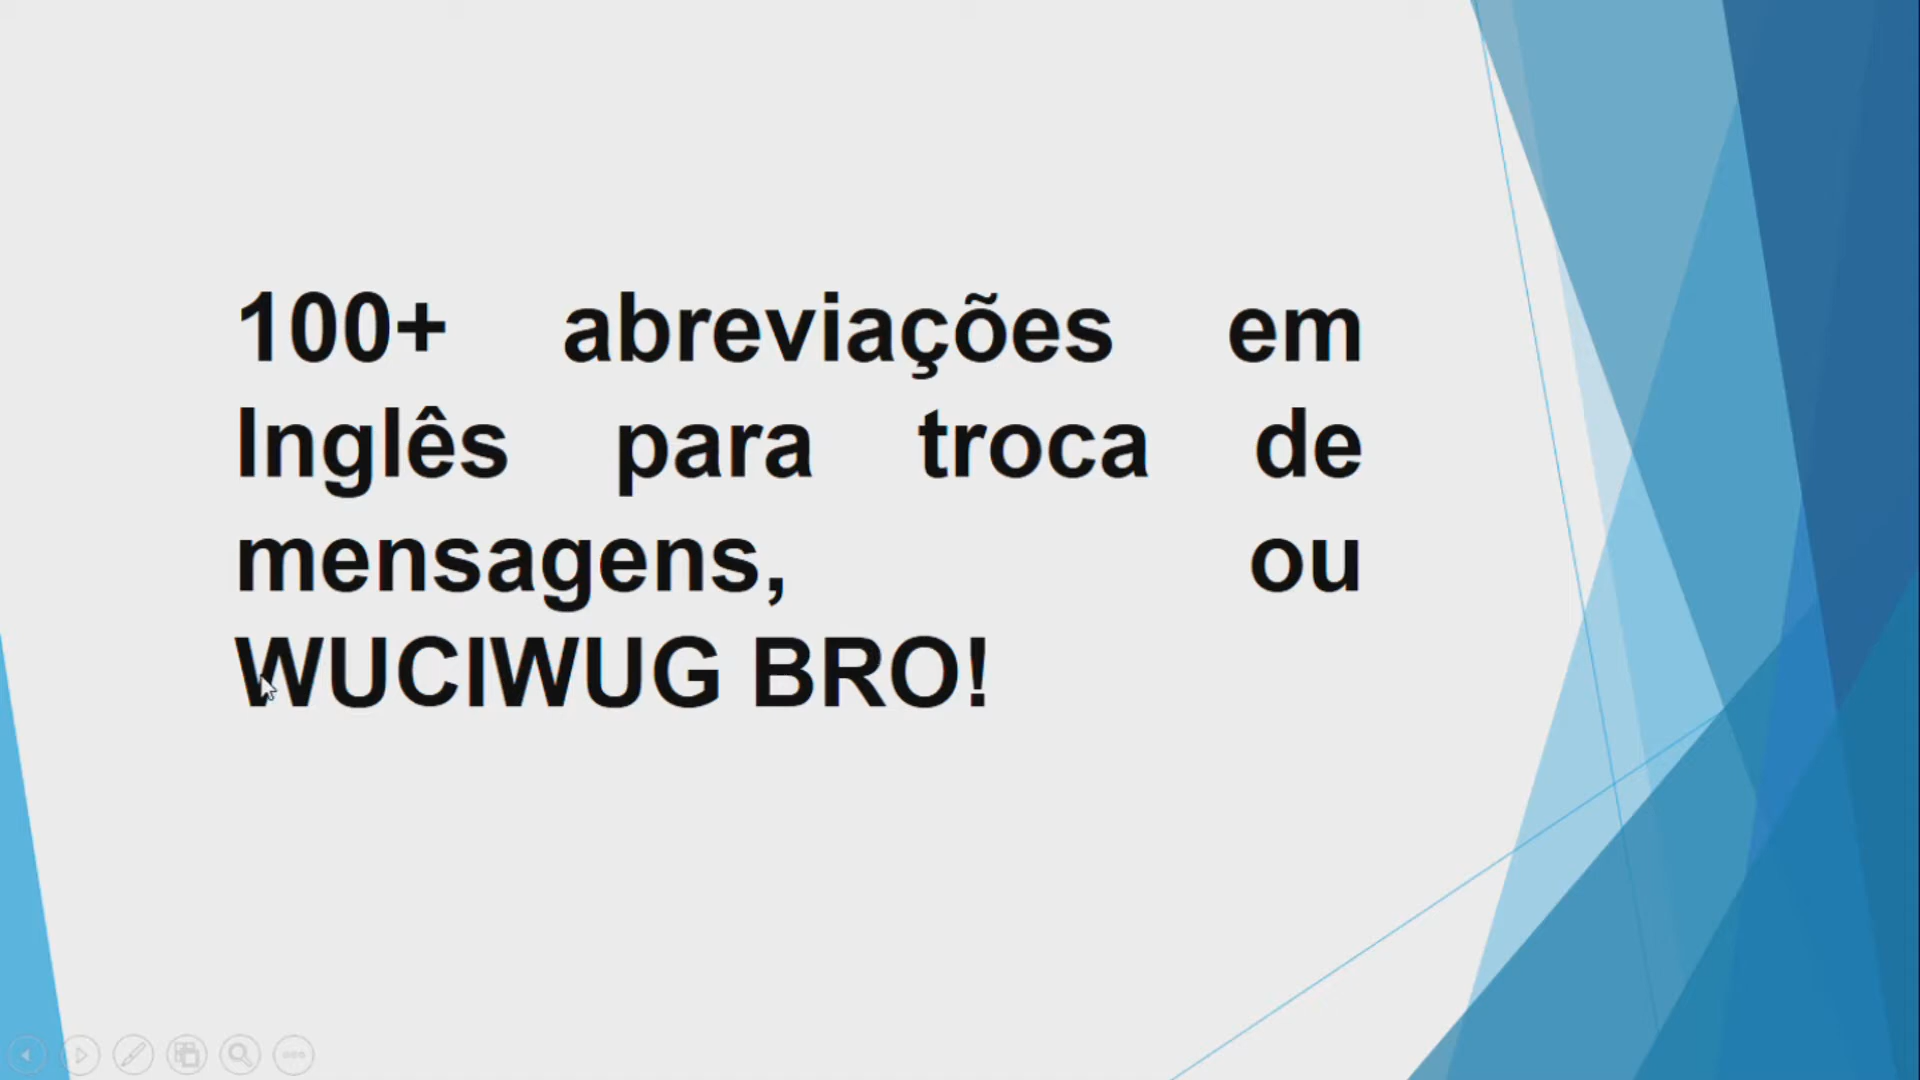 100+ abreviações em
Inglês para troca de
mensagens, ou
WUCIWUG BRO!